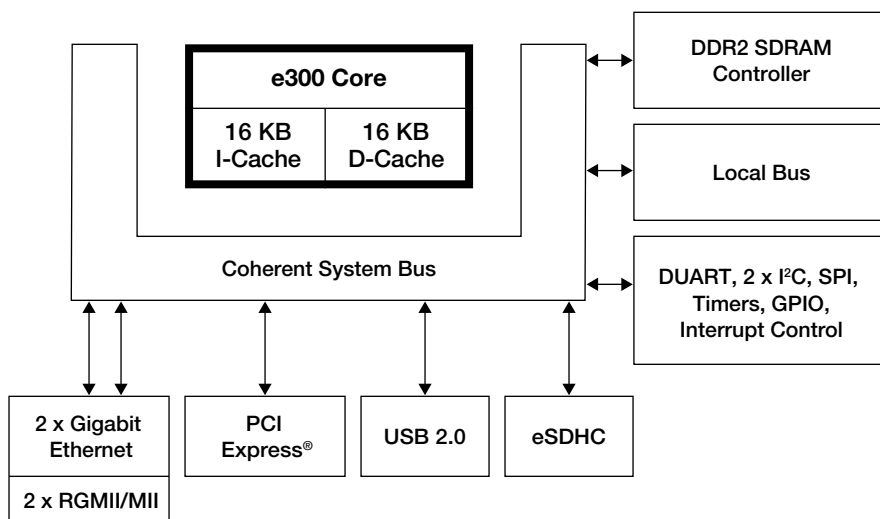 e300 Core
16 KB
I-Cache
16 KB
D-Cache
Coherent System Bus
DDR2 SDRAM
Controller
Local Bus
DUART, 2 x I²C, SPI,
Timers, GPIO,
Interrupt Control
2 x Gigabit
Ethernet
2 x RGMII/MII
PCI
Express®
USB 2.0
eSDHC